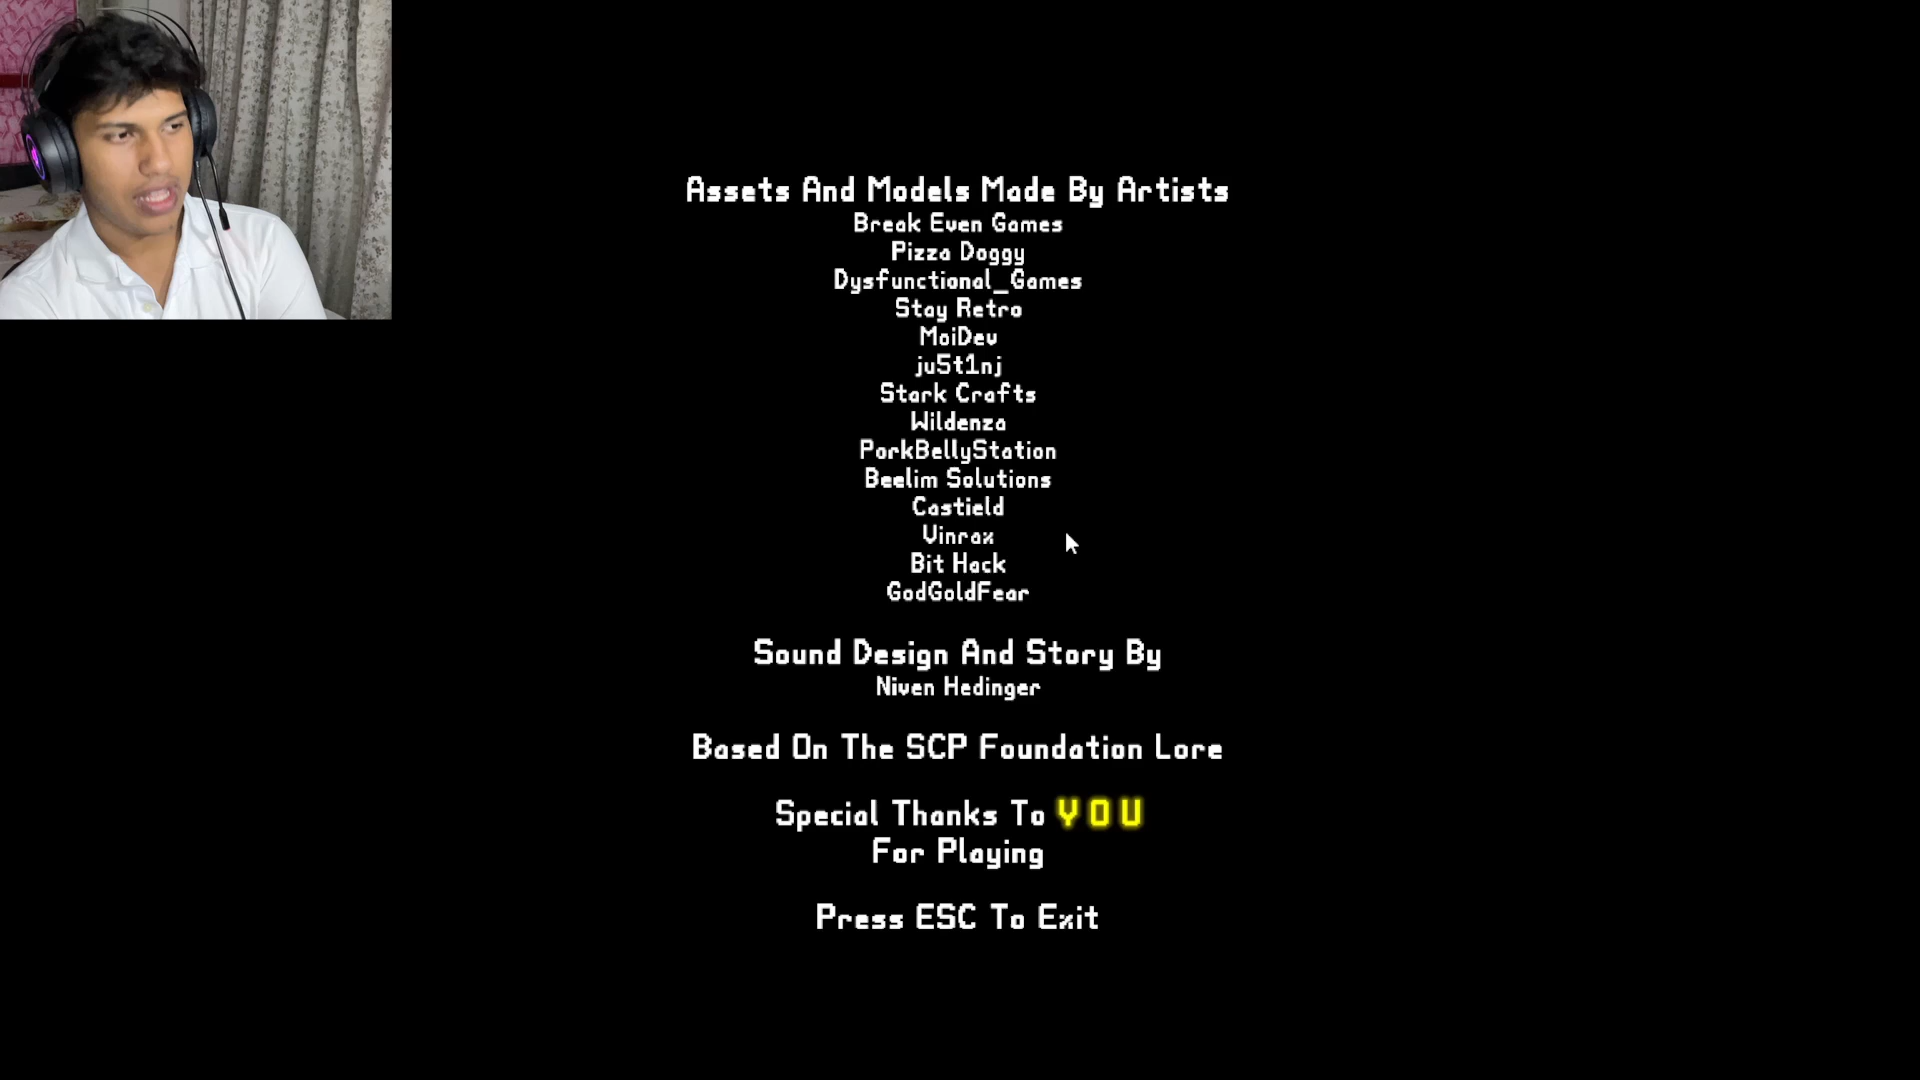 Assets And Models Made By Artists
Break Even Games
Pizza Doggy
Dysfunctional_Games
Stay Retro
MoiDev
ju5t1nj
Stark Crafts
Wildenza
PorkBellyStation
Beelim Solutions
Castield
Vinrax
Bit Hack
GodGoldFear
Sound Design And Story By
Niven Hedinger
Based On The SCP Foundation Lore
Special Thanks To Y O U
For Playing
Press ESC To Exit